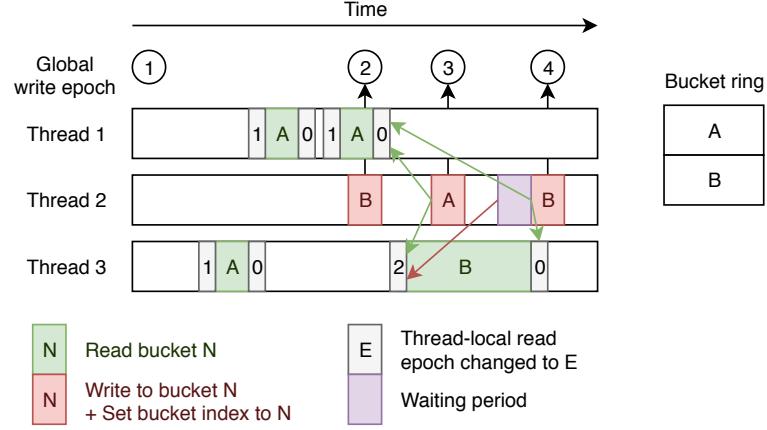 Time
Global
write epoch
1
2
3
4
Bucket ring
A
B
Thread 1
1 A 0 1 A 0
Thread 2
B A B
Thread 3
1 A 0 2 B 0
N
Read bucket N
N
Write to bucket N
+ Set bucket index to N
E
Thread-local read
epoch changed to E
Waiting period